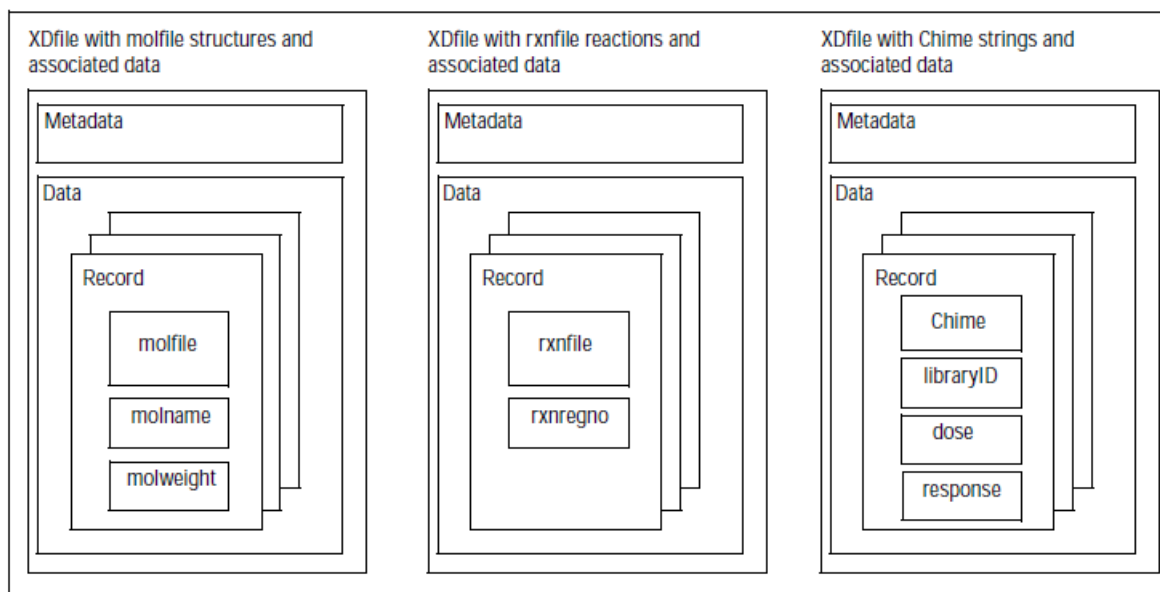 XDfile with molfile structures and
associated data
Metadata
Data
Record
molfile
molname
molweight
XDfile with rxnfile reactions and
associated data
Metadata
Data
Record
rxnfile
rxnregno
XDfile with Chime strings and
associated data
Metadata
Data
Record
Chime
libraryID
dose
response